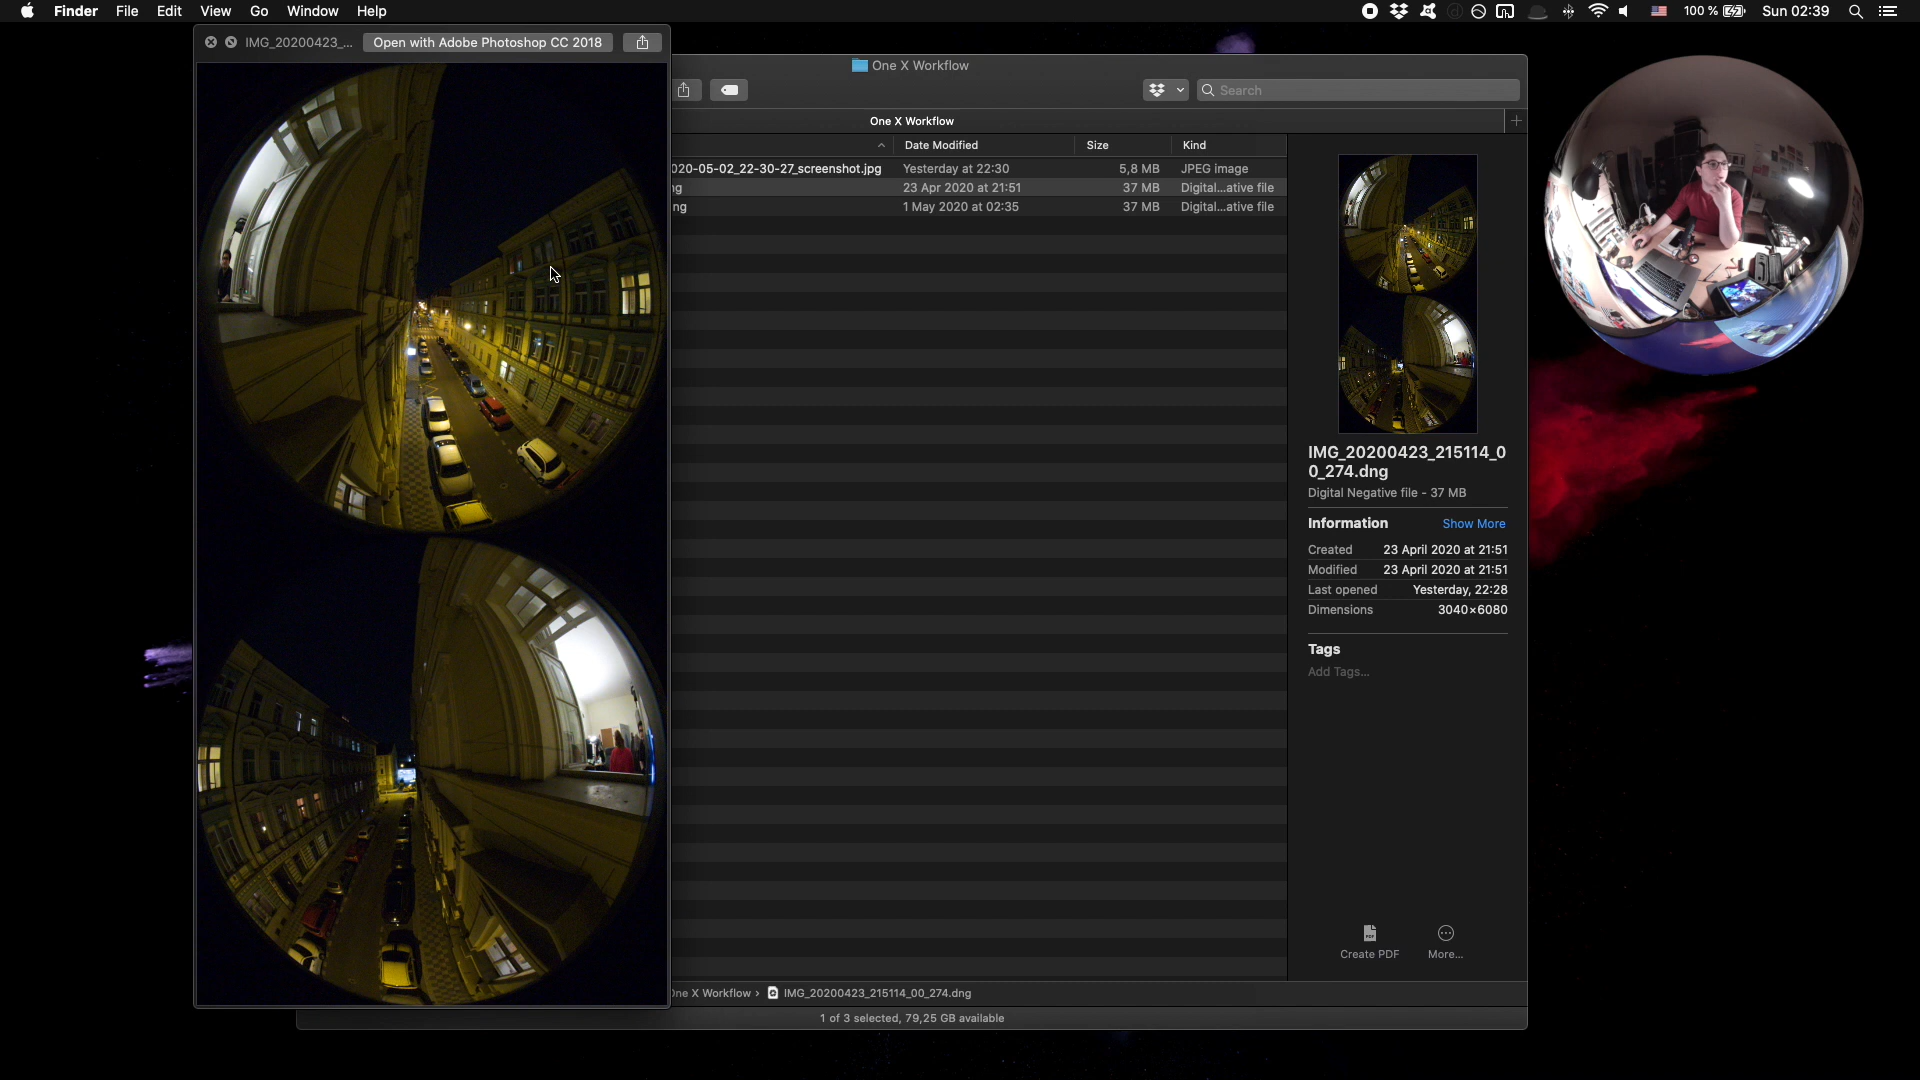 Finder File Edit View Go Window Help
100 % Sun 02:39
IMG_20200423_... Open with Adobe Photoshop CC 2018
One X Workflow
Search
One X Workflow
Date Modified Size Kind
020-05-02_22-30-27_screenshot.jpg Yesterday at 22:30 5,8 MB JPEG image
ng 23 Apr 2020 at 21:51 37 MB Digital...ative file
ng 1 May 2020 at 02:35 37 MB Digital...ative file
IMG_20200423_215114_0
0_274.dng
Digital Negative file - 37 MB
Information Show More
Created 23 April 2020 at 21:51
Modified 23 April 2020 at 21:51
Last opened Yesterday, 22:28
Dimensions 3040×6080
Tags
Add Tags...
Create PDF More...
One X Workflow › IMG_20200423_215114_00_274.dng
1 of 3 selected, 79,25 GB available